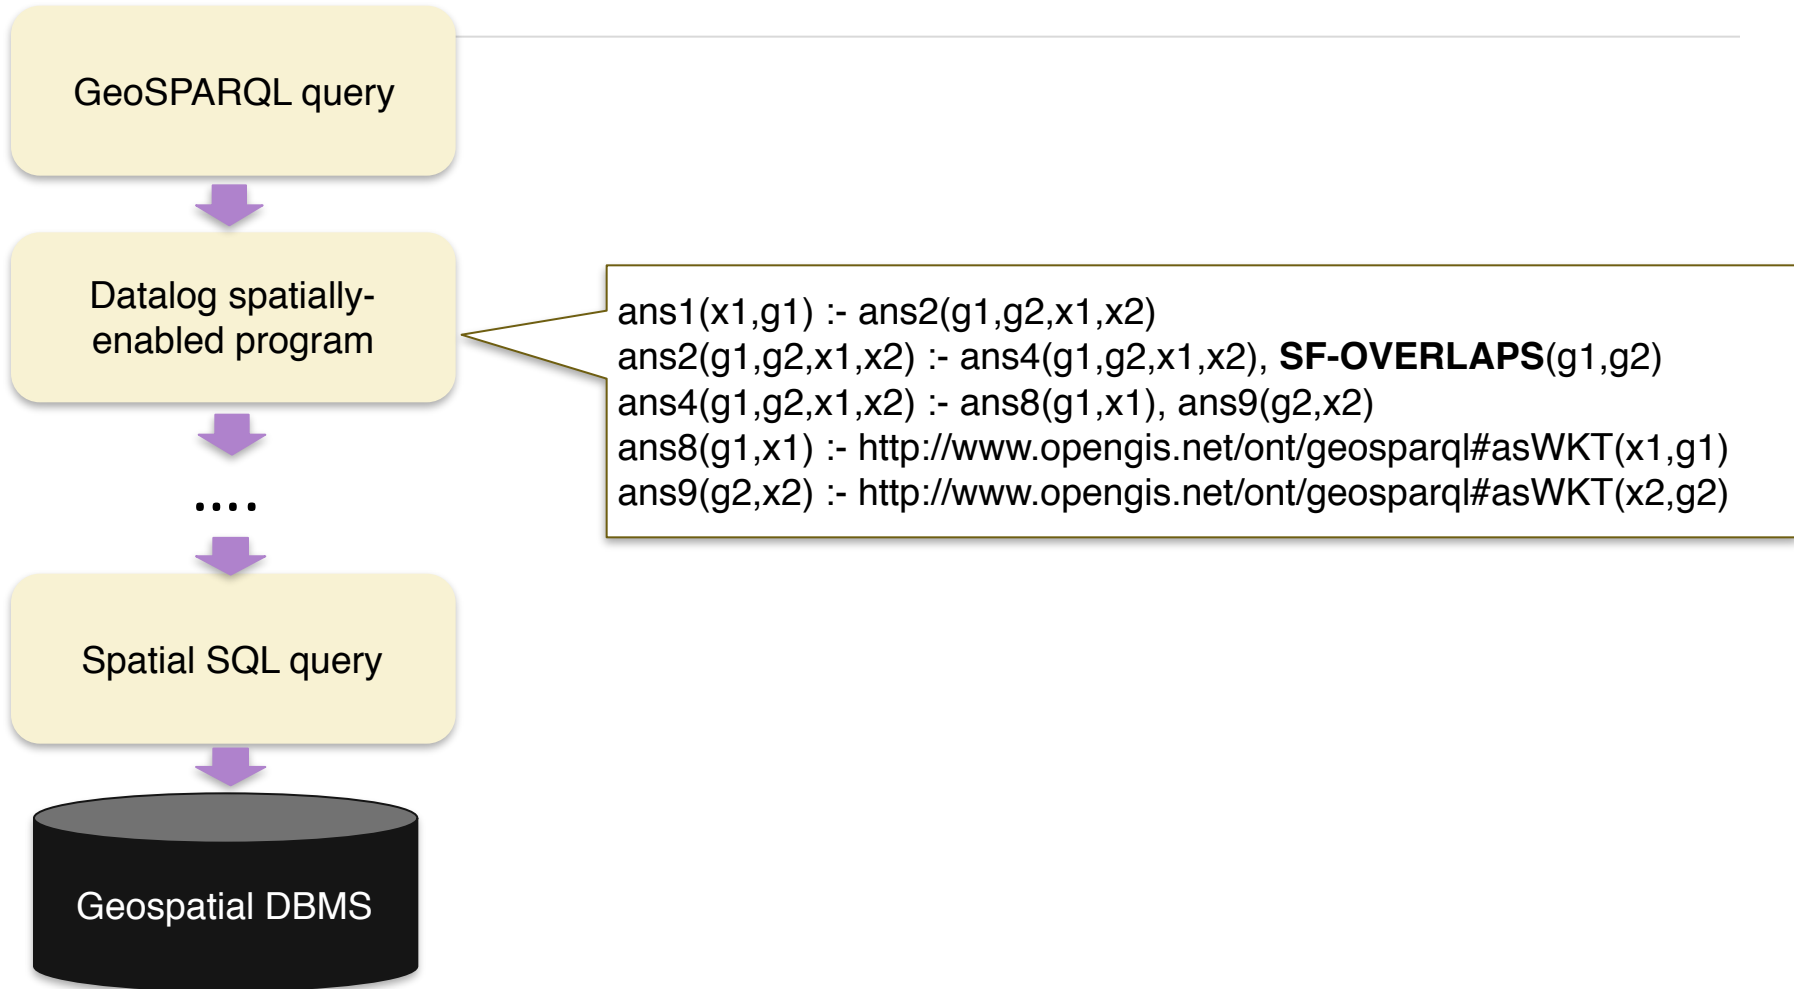 GeoSPARQL query
Datalog spatially-
enabled program
ans1(x1,g1) :- ans2(g1,g2,x1,x2)
ans2(g1,g2,x1,x2) :- ans4(g1,g2,x1,x2), SF-OVERLAPS(g1,g2)
ans4(g1,g2,x1,x2) :- ans8(g1,x1), ans9(g2,x2)
ans8(g1,x1) :- http://www.opengis.net/ont/geosparql#asWKT(x1,g1)
ans9(g2,x2) :- http://www.opengis.net/ont/geosparql#asWKT(x2,g2)
....
Spatial SQL query
Geospatial DBMS